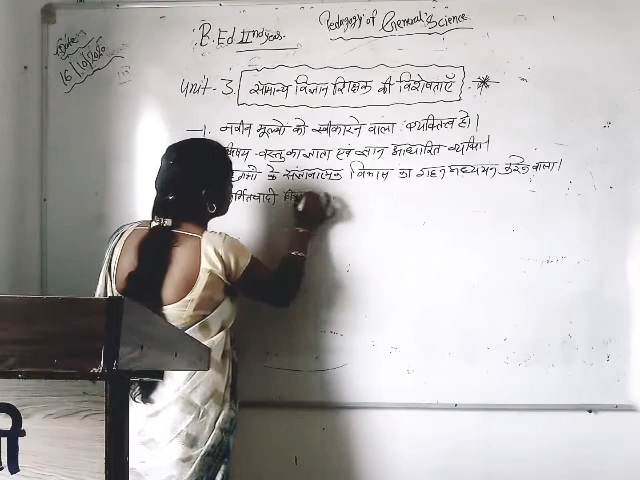 Date:-
16/10/2020
B.Ed IInd year
Pedagogy of General Science
Unit-3. सामान्य विज्ञान शिक्षक की विशेषताएँ
1. नवीन मूल्यों को स्वीकारने वाला व्यक्तित्व हो।
विषय-वस्तु का ज्ञाता एवं ज्ञान आधारित व्यक्ति।
के संज्ञानात्मक विकास का गहन अध्ययन करने वाला।